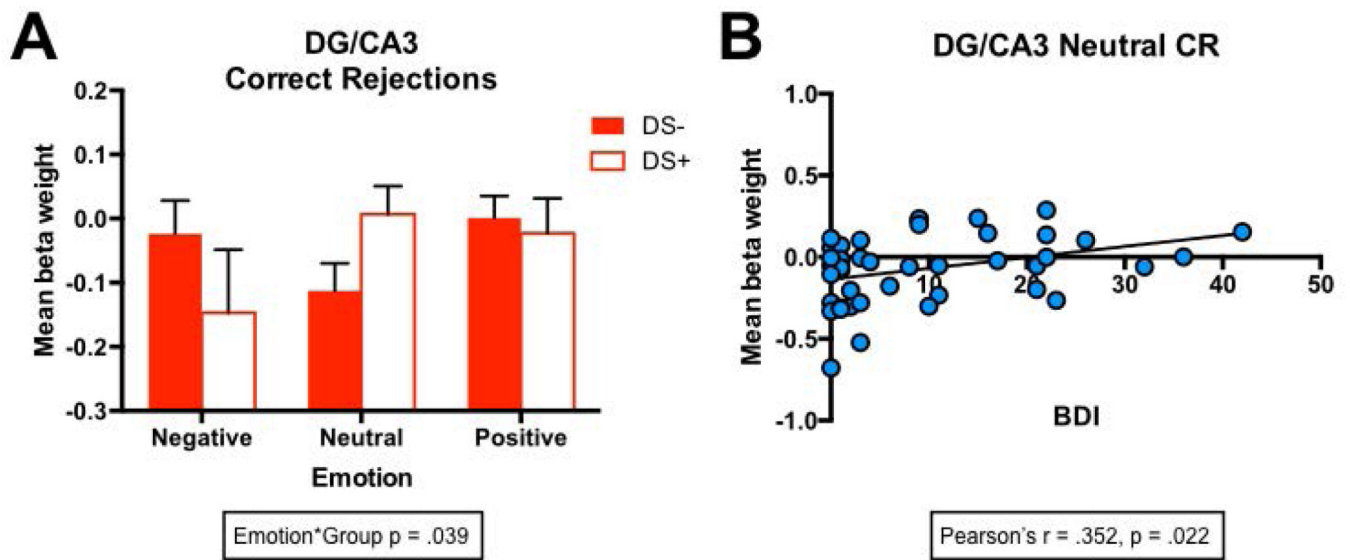 A
DG/CA3
Correct Rejections
Mean beta weight
0.2
0.1
0.0
-0.1
-0.2
-0.3
Negative
Neutral
Positive
Emotion
DS-
DS+
Emotion*Group p = .039
B
DG/CA3 Neutral CR
Mean beta weight
1.0
0.5
0.0
-0.5
-1.0
10
20
30
40
50
BDI
Pearson's r = .352, p = .022